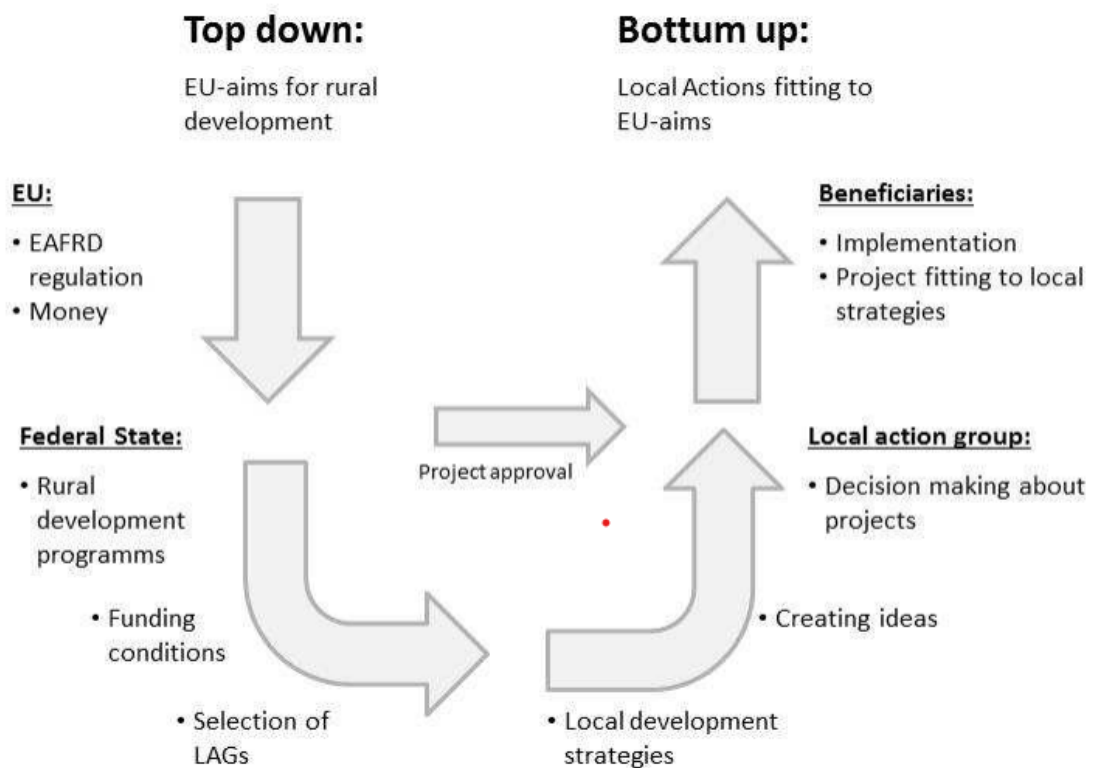 Top down:
EU-aims for rural
development
Bottum up:
Local Actions fitting to
EU-aims
EU:
• EAFRD
regulation
• Money
Beneficiaries:
• Implementation
• Project fitting to local
strategies
Federal State:
• Rural
development
programms
• Funding
conditions
• Selection of
LAGs
Project approval
Local action group:
• Decision making about
projects
• Creating ideas
• Local development
strategies